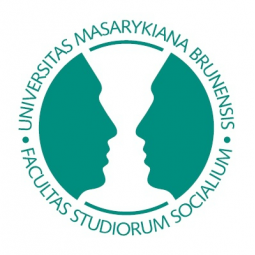 UNIVERSITAS MASARYKIANA BRUNENSIS
FACULTAS STUDIORUM SOCIALIUM